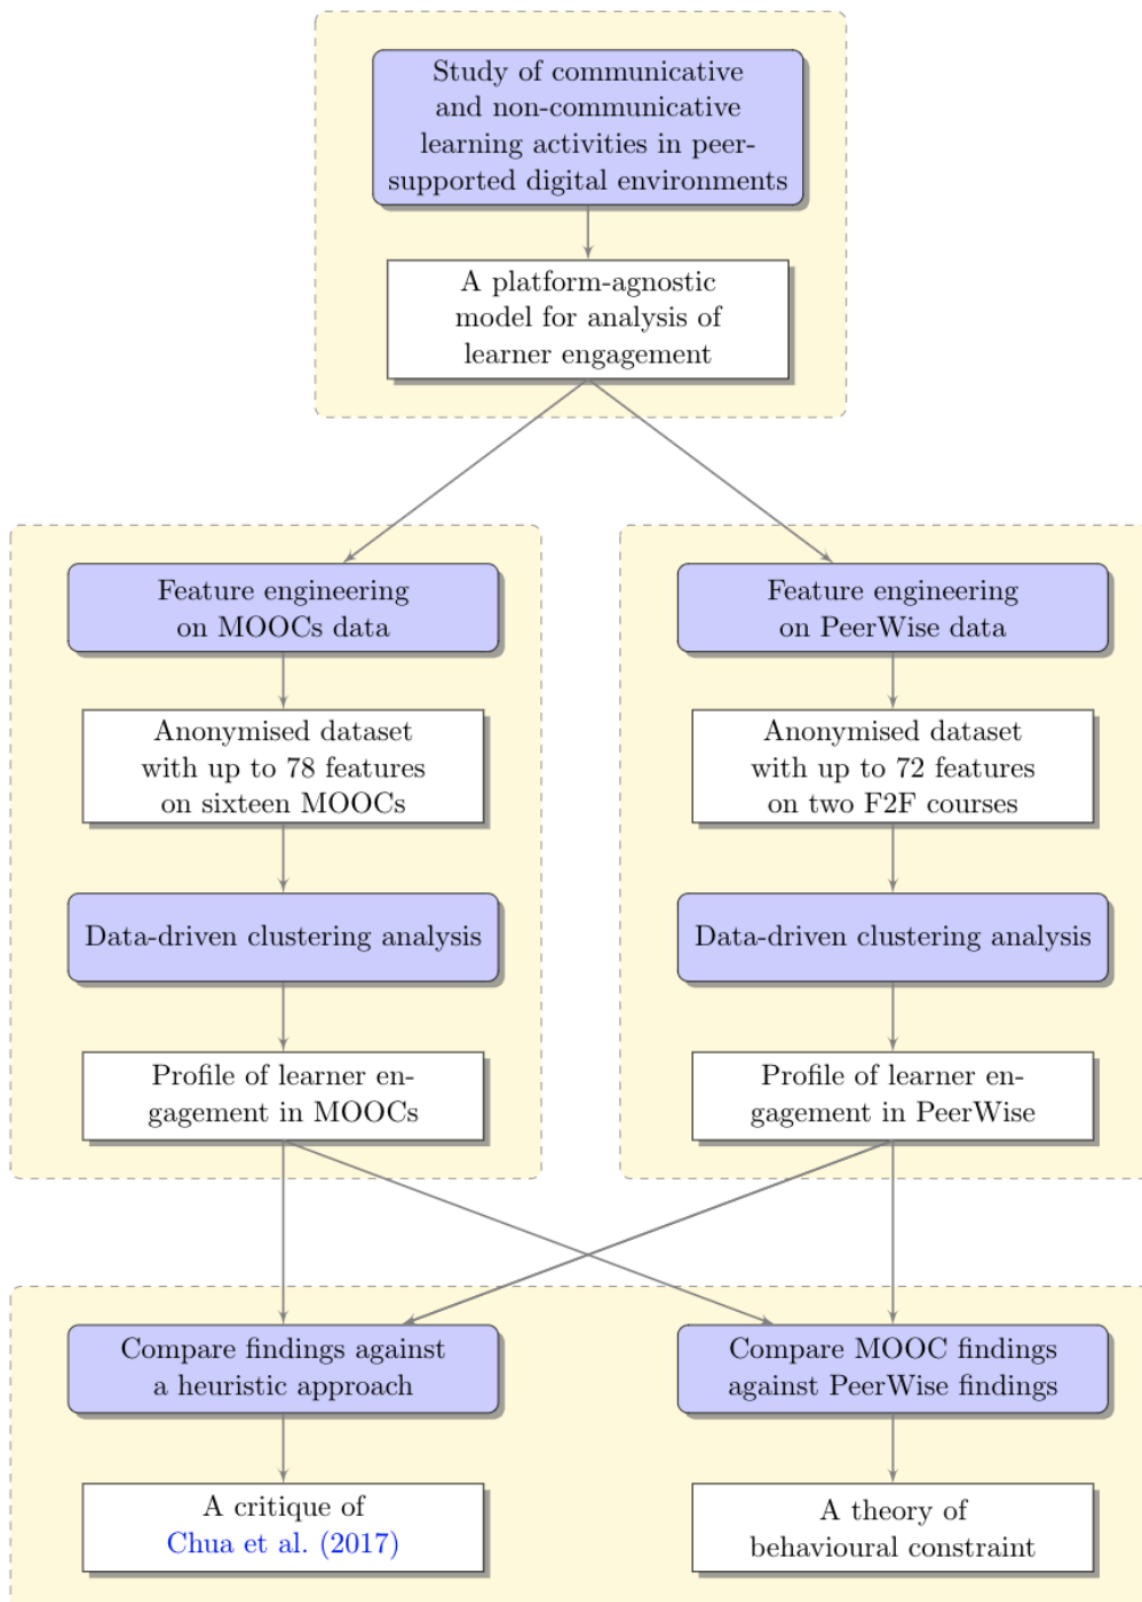 Study of communicative
and non-communicative
learning activities in peer-
supported digital environments
A platform-agnostic
model for analysis of
learner engagement
Feature engineering
on MOOCs data
Anonymised dataset
with up to 78 features
on sixteen MOOCs
Data-driven clustering analysis
Profile of learner en-
gagement in MOOCs
Feature engineering
on PeerWise data
Anonymised dataset
with up to 72 features
on two F2F courses
Data-driven clustering analysis
Profile of learner en-
gagement in PeerWise
Compare findings against
a heuristic approach
A critique of
Chua et al. (2017)
Compare MOOC findings
against PeerWise findings
A theory of
behavioural constraint